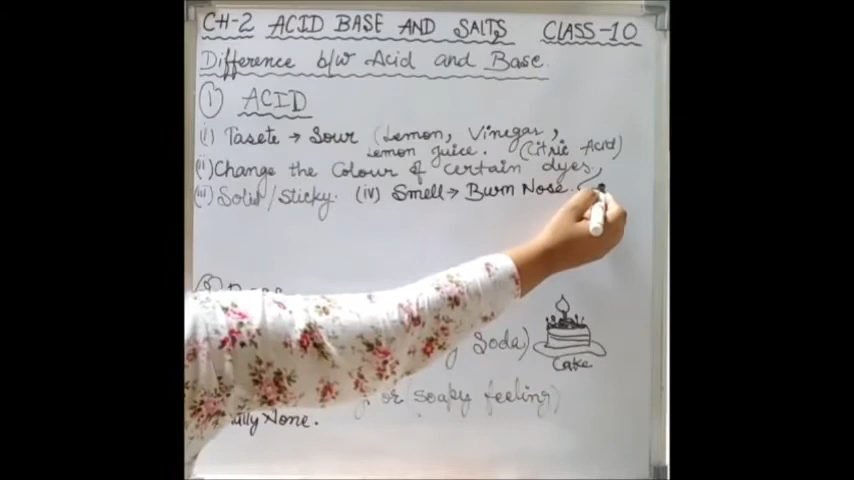 CH-2 ACID BASE AND SALTS CLASS-10
Difference b/w Acid and Base.
① ACID
(i) Tasete → Sour (Lemon, Vinegar,
Lemon Juice. (Citric Acid)
(ii) Change the Colour of certain dyes.,
(iii) Solid/Sticky. (iv) Smell → Burn Nose.
Soda)
Cake
or (soapy feeling)
None.